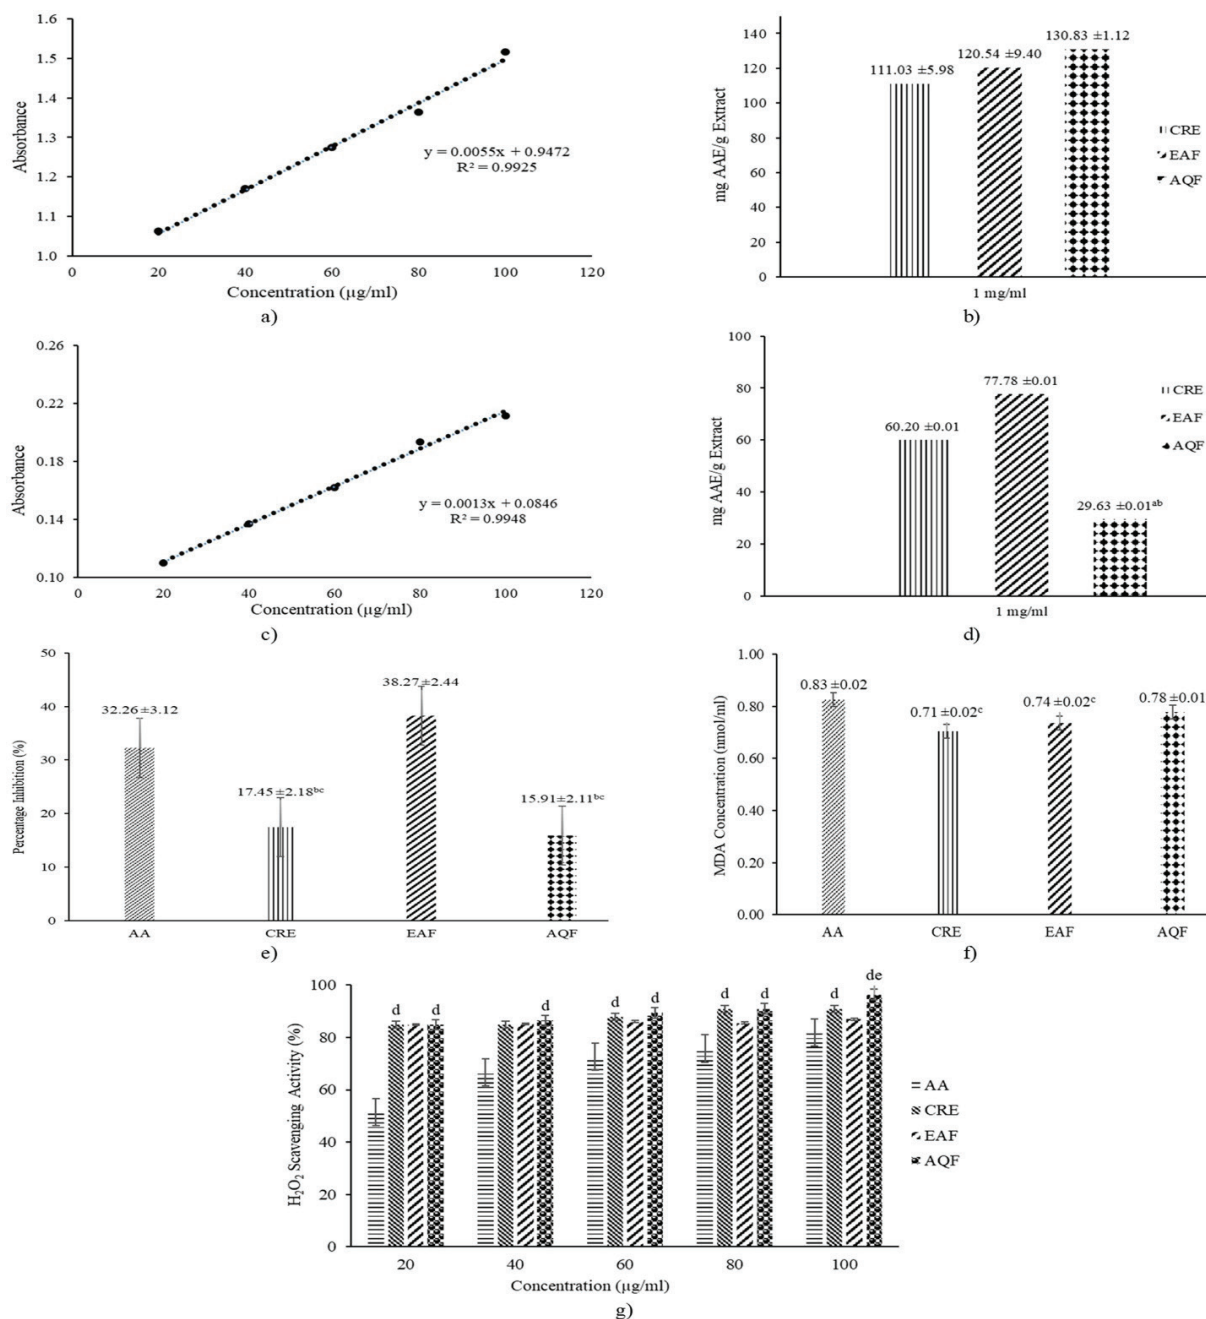 1.6
1.5
1.4
1.3
1.2
1.1
1.0
Absorbance
y = 0.0055x + 0.9472
R² = 0.9925
0 20 40 60 80 100 120
Concentration (µg/ml)
a)
140
120
100
80
60
40
20
0
mg AAE/g Extract
111.03 ±5.98
120.54 ±9.40
130.83 ±1.12
CRE
EAF
AQF
1 mg/ml
b)
0.26
0.22
0.18
0.14
0.10
Absorbance
y = 0.0013x + 0.0846
R² = 0.9948
0 20 40 60 80 100 120
Concentration (µg/ml)
c)
100
80
60
40
20
0
mg AAE/g Extract
60.20 ±0.01
77.78 ±0.01
29.63 ±0.01ᵃᵇ
CRE
EAF
AQF
1 mg/ml
d)
50
40
30
20
10
0
Percentage Inhibition (%)
32.26±3.12
17.45±2.18ᵇᶜ
38.27±2.44
15.91±2.11ᵇᶜ
AA CRE EAF AQF
e)
1.00
0.80
0.60
0.40
0.20
0.00
MDA Concentration (nmol/ml)
0.83 ±0.02
0.71 ±0.02ᶜ
0.74 ±0.02ᶜ
0.78 ±0.01
AA CRE EAF AQF
f)
100
80
60
40
20
0
H₂O₂ Scavenging Activity (%)
d d d d d d d d de
AA
CRE
EAF
AQF
20 40 60 80 100
Concentration (µg/ml)
g)